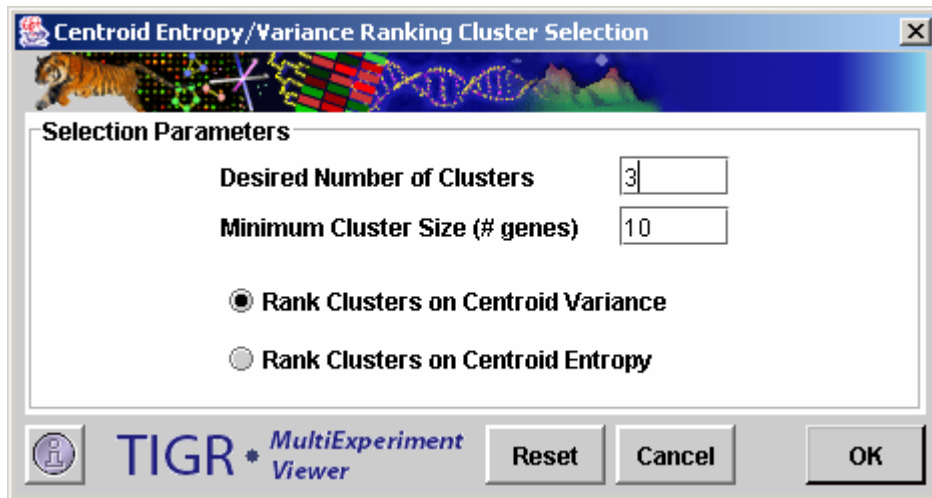 Centroid Entropy/Variance Ranking Cluster Selection
Selection Parameters
Desired Number of Clusters 3
Minimum Cluster Size (# genes) 10
Rank Clusters on Centroid Variance
Rank Clusters on Centroid Entropy
TIGR MultiExperiment Viewer
Reset Cancel OK